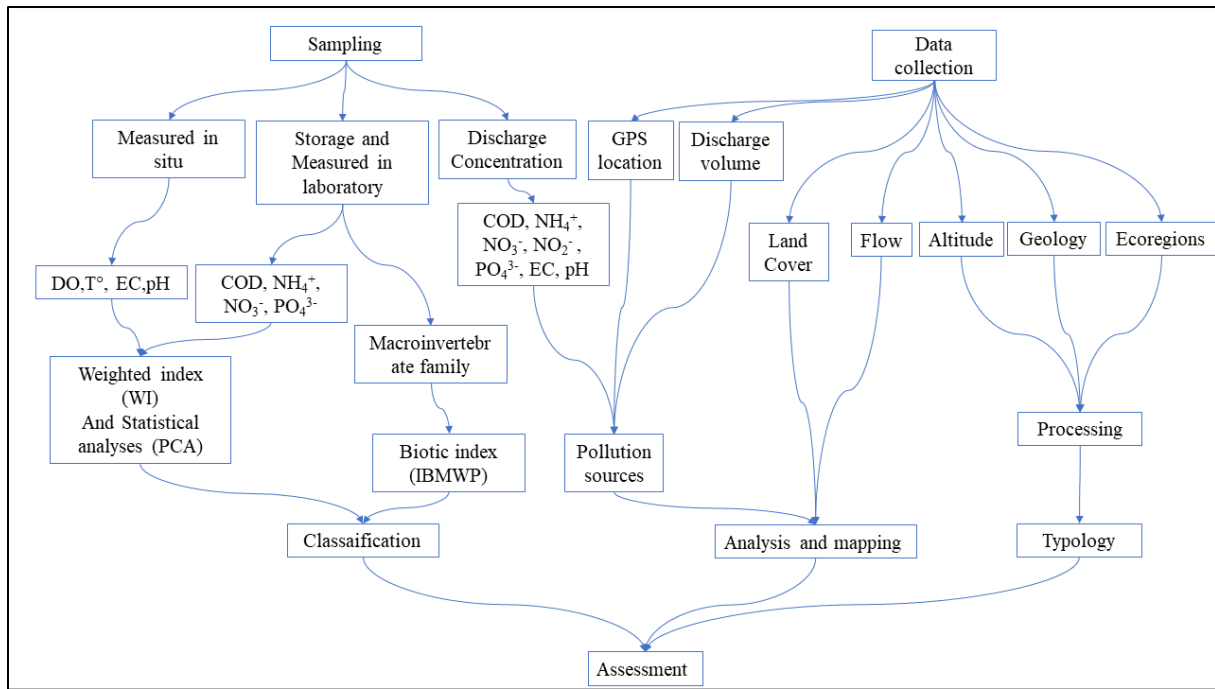 Sampling
Data
collection
Measured in
situ
Storage and
Measured in
laboratory
Discharge
Concentration
GPS
location
Discharge
volume
COD, NH₄⁺,
NO₃⁻, NO₂⁻ ,
PO₄³⁻, EC, pH
Land
Cover
Flow
Altitude
Geology
Ecoregions
DO,T°, EC,pH
COD, NH₄⁺,
NO₃⁻, PO₄³⁻
Macroinvertebr
ate family
Weighted index
(WI)
And Statistical
analyses (PCA)
Biotic index
(IBMWP)
Pollution
sources
Processing
Classaification
Analysis and mapping
Typology
Assessment